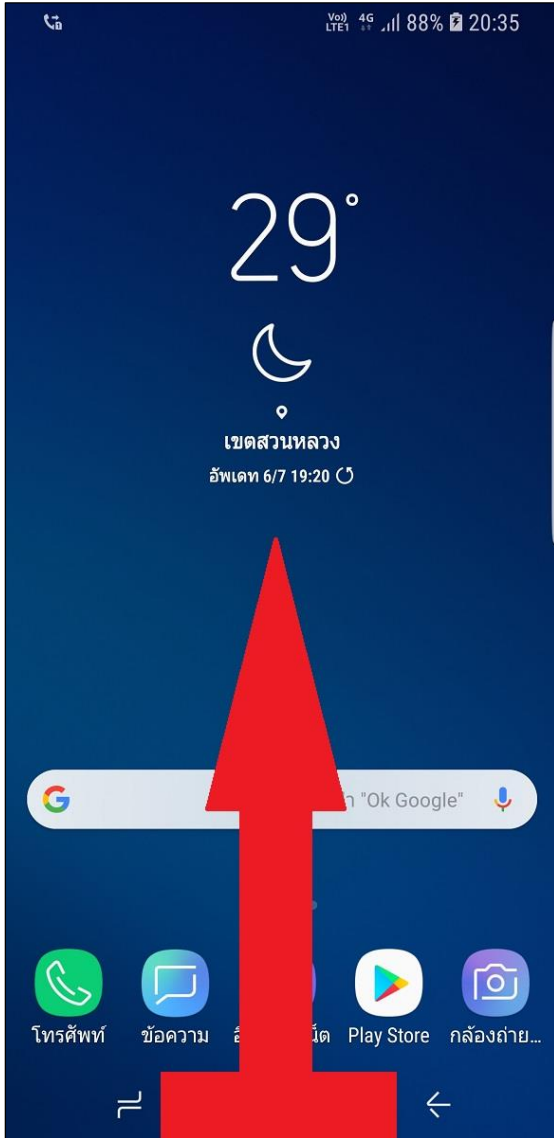 Vo)) LTE1 4G 88% 20:35
29°
เขตสวนหลวง
อัพเดท 6/7 19:20
"Ok Google"
โทรศัพท์ ข้อความ Play Store กล้องถ่าย...